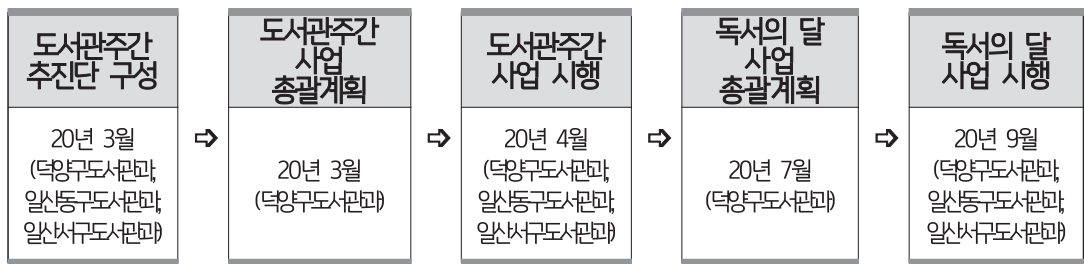 도서관주간
추진단 구성
20년 3월
(덕양구도서관과,
일산동구도서관과,
일산서구도서관과)
⇨
도서관주간
사업
총괄계획
20년 3월
(덕양구도서관과)
⇨
도서관주간
사업 시행
20년 4월
(덕양구도서관과,
일산동구도서관과,
일산서구도서관과)
⇨
독서의 달
사업
총괄계획
20년 7월
(덕양구도서관과)
⇨
독서의 달
사업 시행
20년 9월
(덕양구도서관과,
일산동구도서관과,
일산서구도서관과)